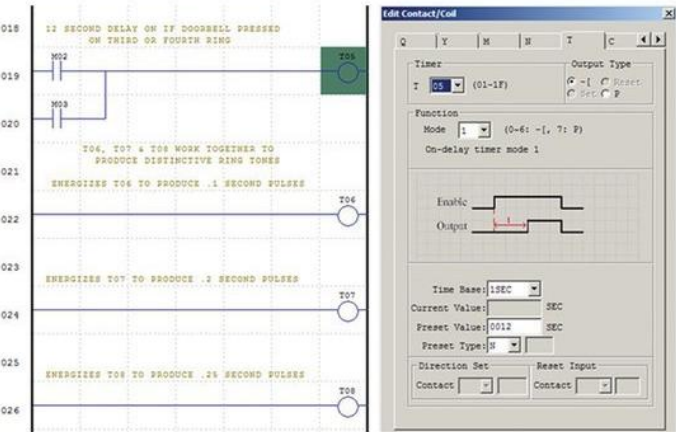 018
12 SECOND DELAY ON IF DOORBELL PRESSED
ON THIRD OR FOURTH RING
M02
T05
019
M03
020
T06, T07 & T08 WORK TOGETHER TO
PRODUCE DISTINCTIVE RING TONES
021
ENERGIZES T06 TO PRODUCE .1 SECOND PULSES
T06
022
023
ENERGIZES T07 TO PRODUCE .2 SECOND PULSES
T07
024
025
ENERGIZES T08 TO PRODUCE .25 SECOND PULSES
T08
026
Edit Contact/Coil
Q Y M N T C
Timer
T 05 (01-1F)
Output Type
-[ Reset
Set P
Function
Mode 1 (0-6: -[, 7: P)
On-delay timer mode 1
Enable
Output
t
Time Base: 1SEC
Current Value: SEC
Preset Value: 0012 SEC
Preset Type: N
Direction Set
Contact
Reset Input
Contact